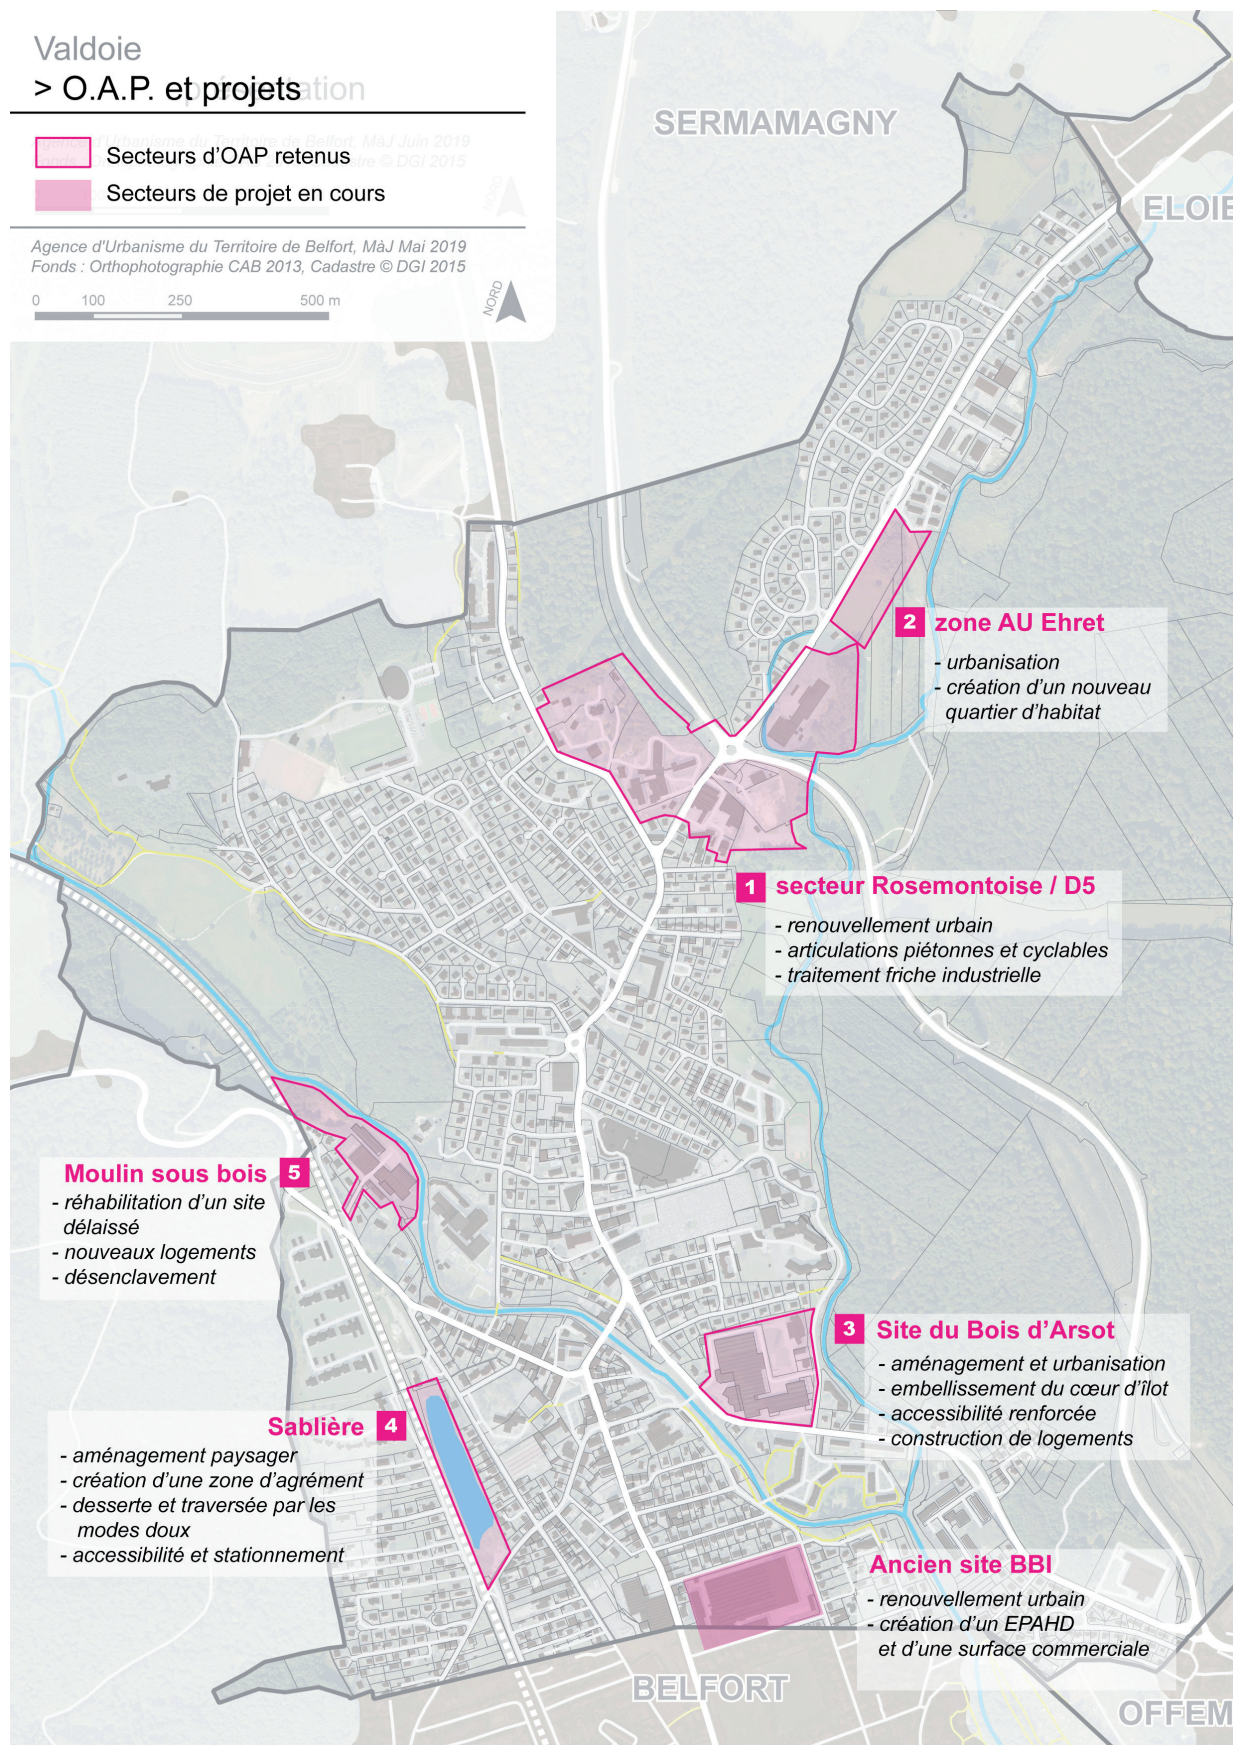 Valdoie
> O.A.P. et projets
Secteurs d'OAP retenus
Secteurs de projet en cours
Agence d'Urbanisme du Territoire de Belfort, MàJ Mai 2019
Fonds : Orthophotographie CAB 2013, Cadastre © DGI 2015
0 100 250 500 m
NORD
SERMAMAGNY
ELOIE
2 zone AU Ehret
- urbanisation
- création d'un nouveau
quartier d'habitat
1 secteur Rosemontoise / D5
- renouvellement urbain
- articulations piétonnes et cyclables
- traitement friche industrielle
Moulin sous bois 5
- réhabilitation d'un site
délaissé
- nouveaux logements
- désenclavement
3 Site du Bois d'Arsot
- aménagement et urbanisation
- embellissement du cœur d'îlot
- accessibilité renforcée
- construction de logements
Sablière 4
- aménagement paysager
- création d'une zone d'agrément
- desserte et traversée par les
modes doux
- accessibilité et stationnement
Ancien site BBI
- renouvellement urbain
- création d'un EPAHD
et d'une surface commerciale
BELFORT
OFFEM